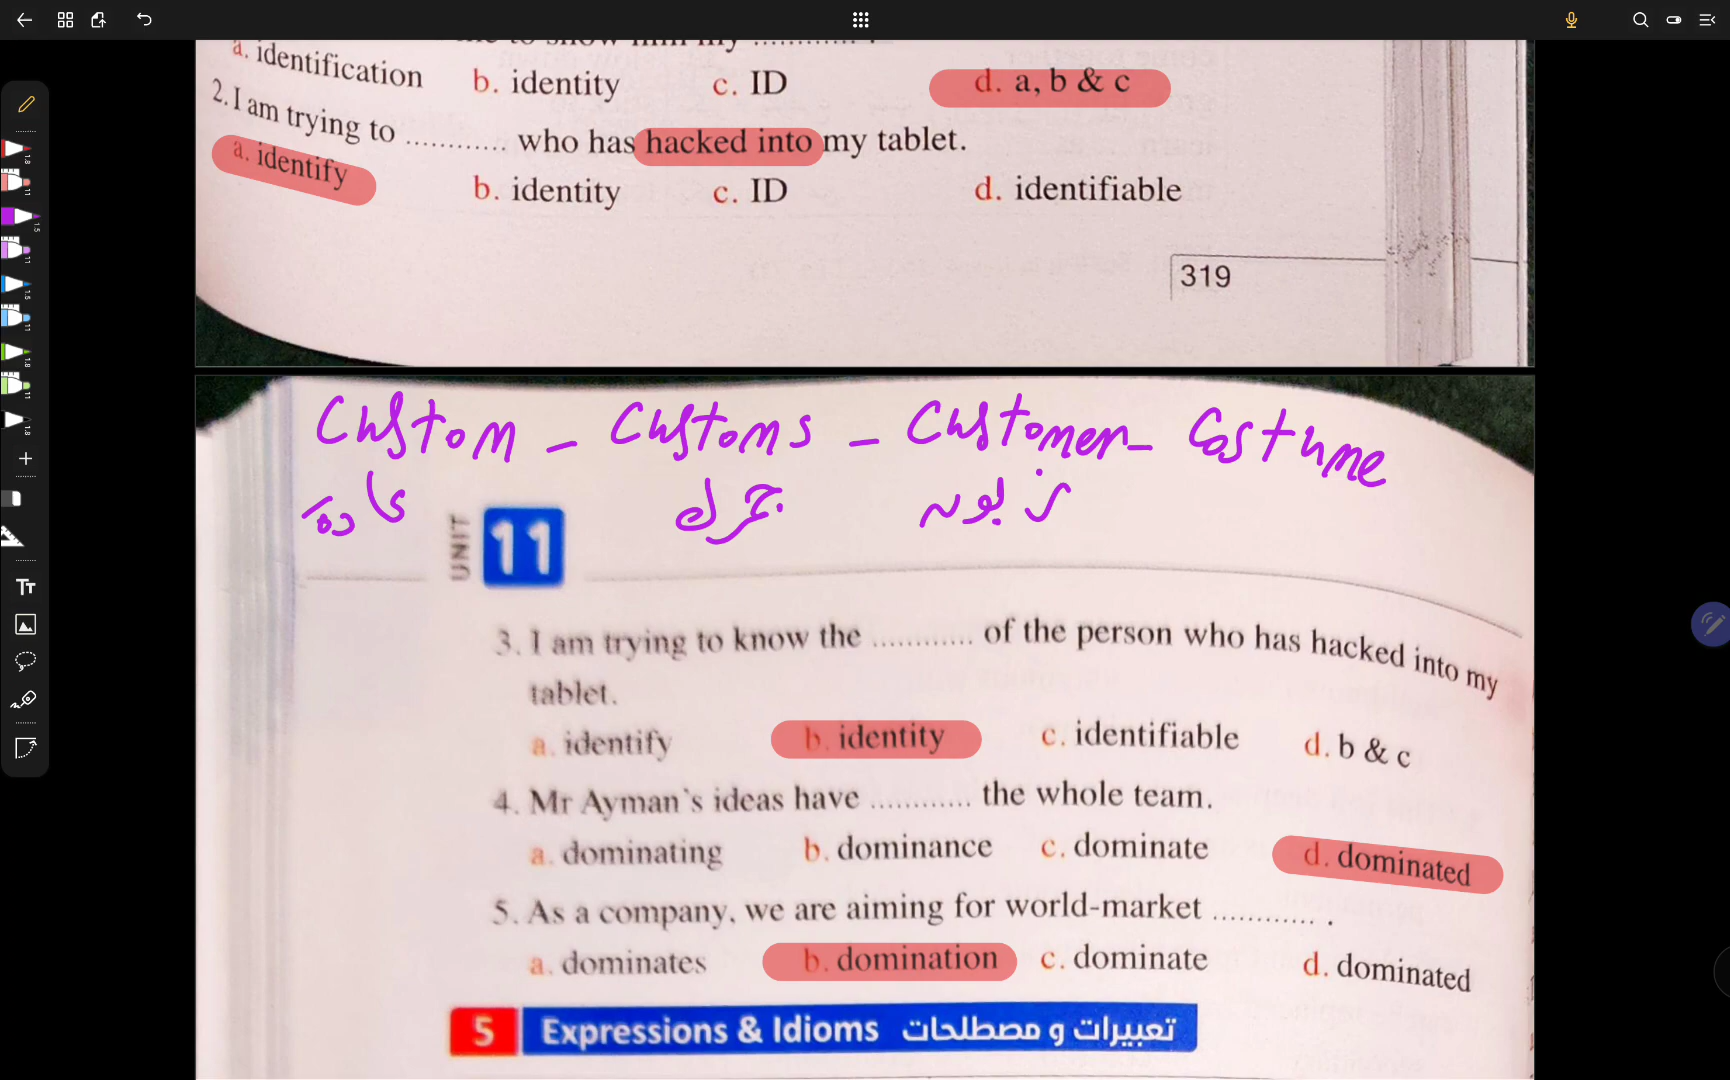 my ............ .
a. identification b. identity c. ID d. a, b & c
2. I am trying to ............ who has hacked into my tablet.
a. identify b. identity c. ID d. identifiable
319
Custom - Customs - Customer - Costume
عادة جمرك زبون
UNIT 11
3. I am trying to know the ............ of the person who has hacked into my
tablet.
a. identify b. identity c. identifiable d. b & c
4. Mr Ayman's ideas have ............ the whole team.
a. dominating b. dominance c. dominate d. dominated
5. As a company, we are aiming for world-market ............ .
a. dominates b. domination c. dominate d. dominated
5 Expressions & Idioms تعبيرات و مصطلحات